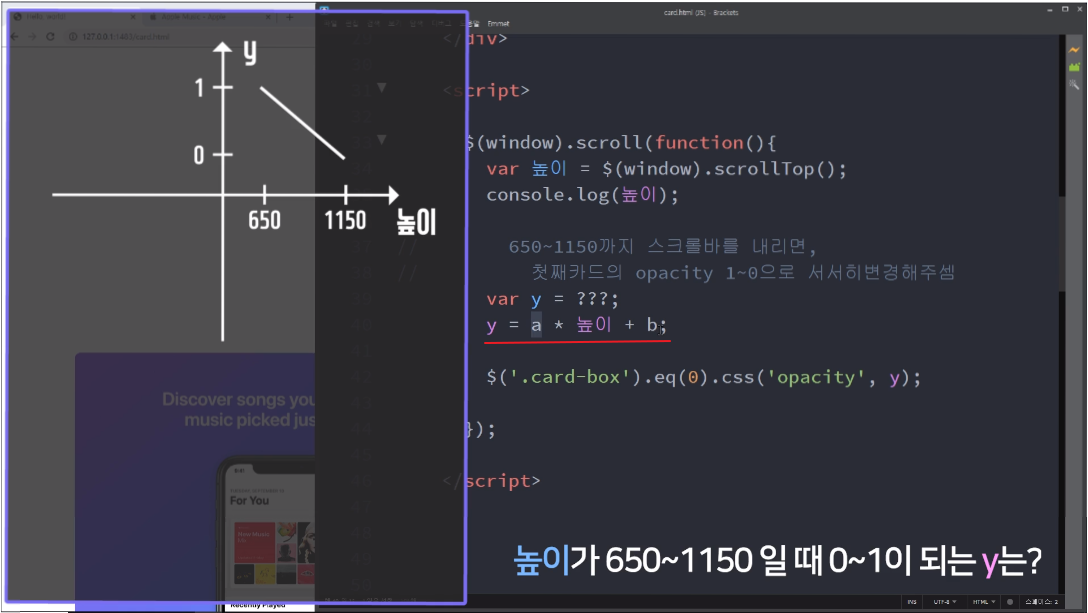 127.0.0.1
card.html (JS) - Brackets
Emmet
y
1
0
650
1150
높이
</div>
<script>
$(window).scroll(function(){
var 높이 = $(window).scrollTop();
console.log(높이);
// 650~1150까지 스크롤바를 내리면,
// 첫째카드의 opacity 1~0으로 서서히변경해주셈
var y = ???;
y = a * 높이 + b;
$('.card-box').eq(0).css('opacity', y);
});
</script>
Discover songs you
music picked jus
For You
Recently Played
높이가 650~1150 일 때 0~1이 되는 y는?
INS UTF-8 HTML 스페이스: 2